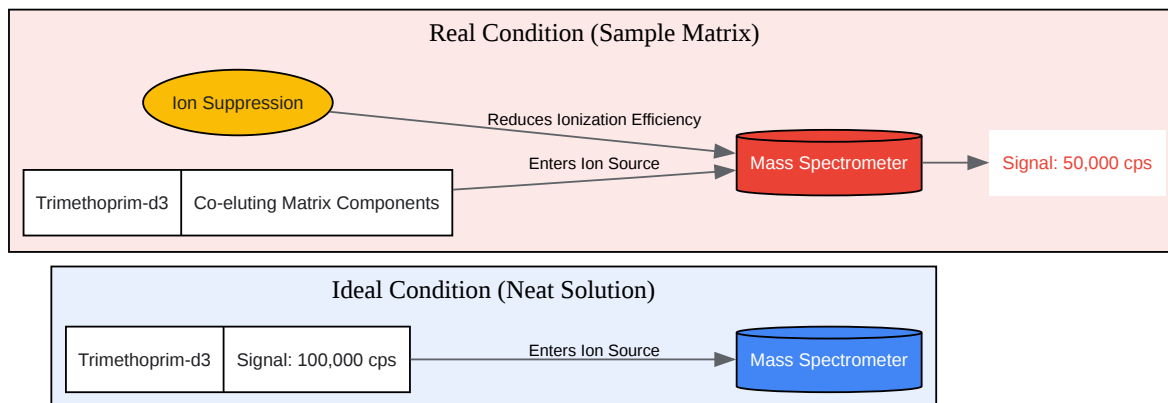 Real Condition (Sample Matrix)
Ion Suppression
Reduces Ionization Efficiency
Enters Ion Source
Mass Spectrometer
Signal: 50,000 cps
Trimethoprim-d3
Co-eluting Matrix Components
Ideal Condition (Neat Solution)
Trimethoprim-d3
Signal: 100,000 cps
Enters Ion Source
Mass Spectrometer